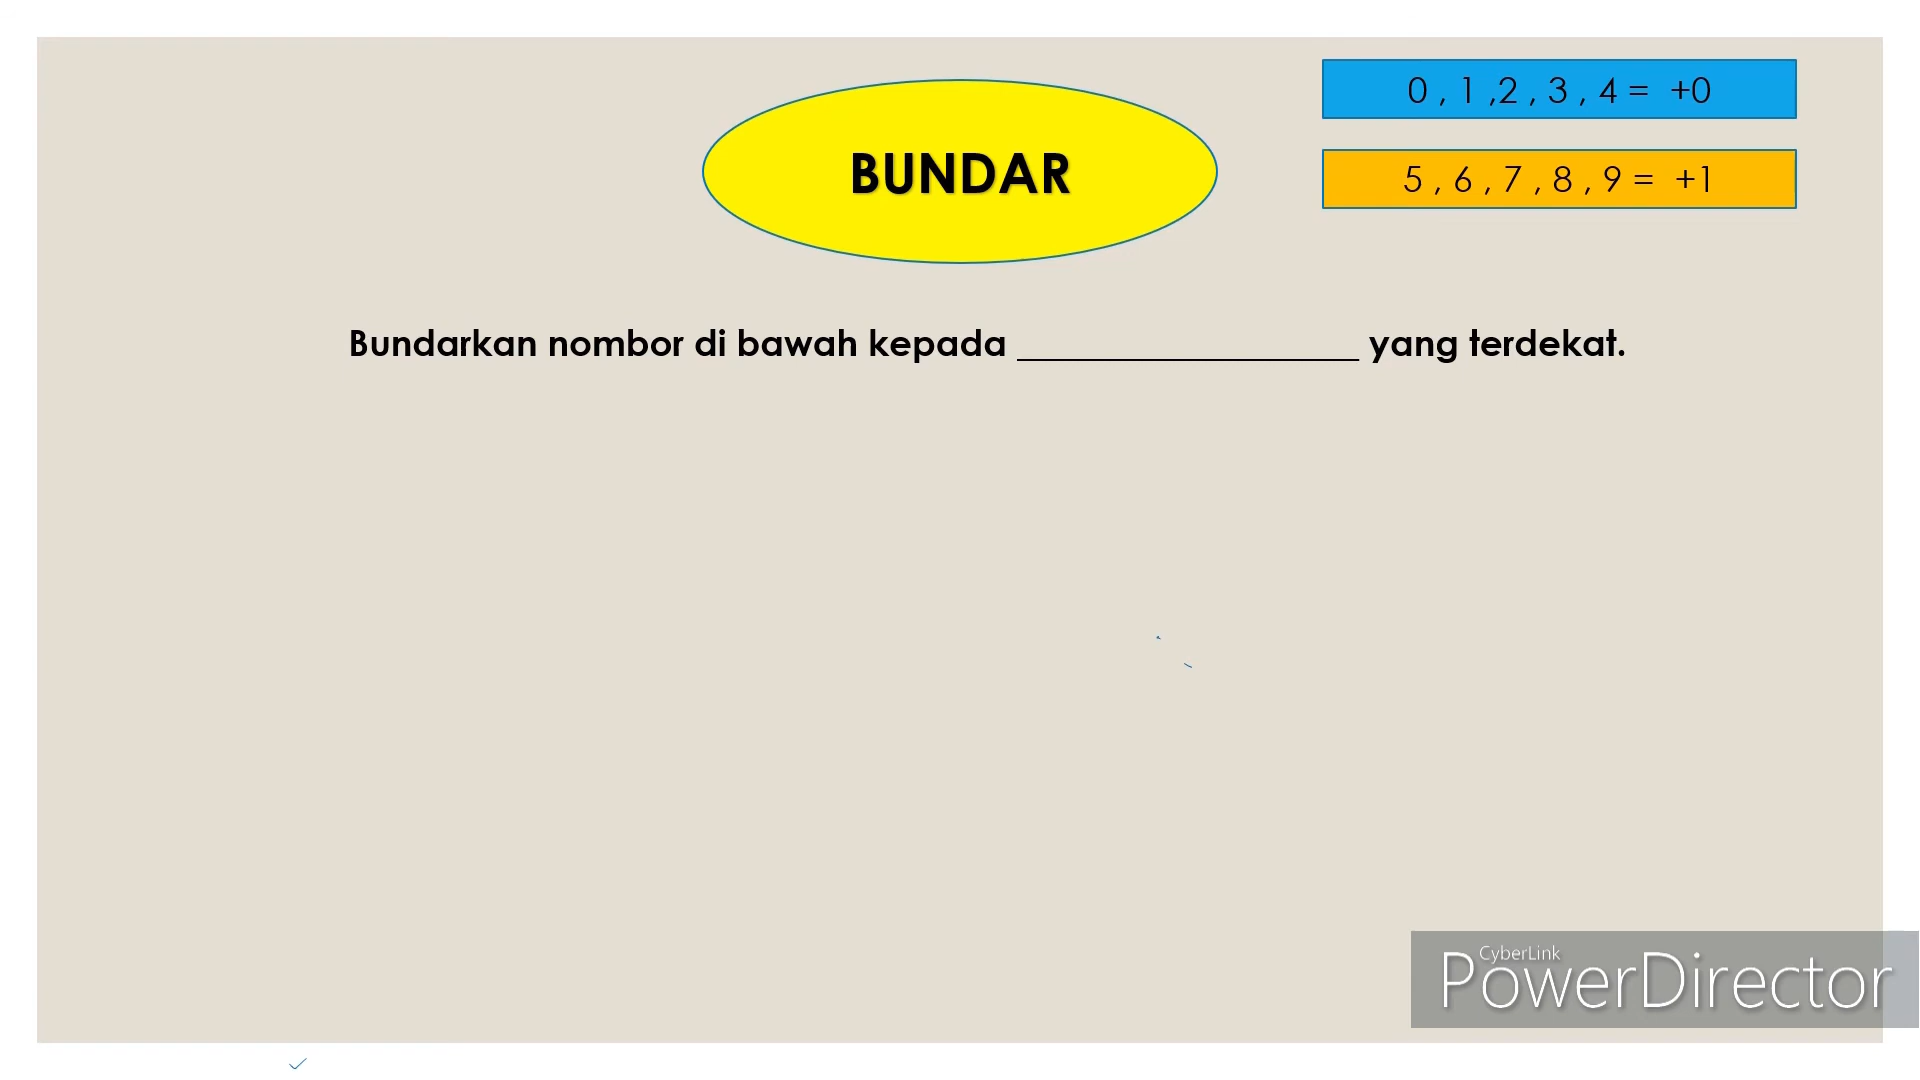 BUNDAR
0 , 1 ,2 , 3 , 4 = +0
5 , 6 , 7 , 8 , 9 = +1
Bundarkan nombor di bawah kepada __________________ yang terdekat.
CyberLink
PowerDirector